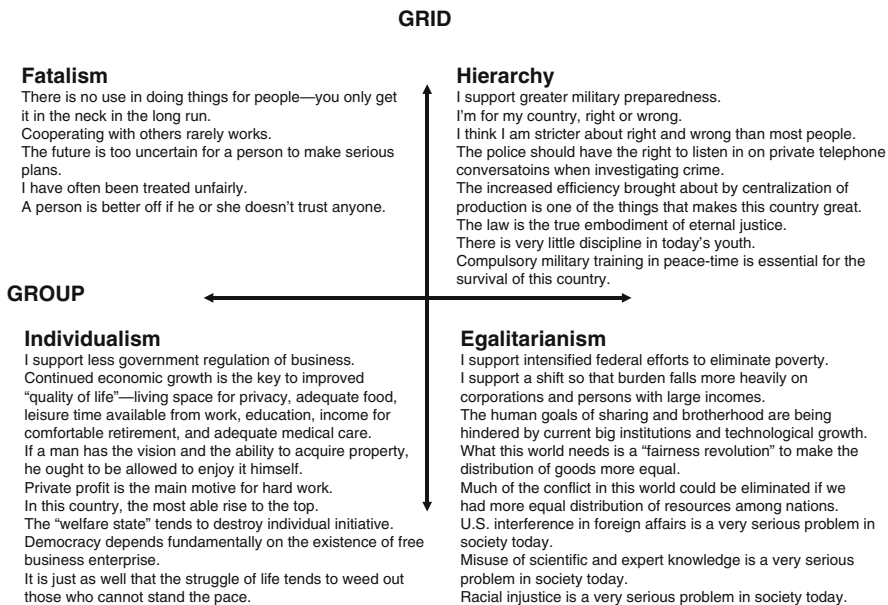 GRID
Fatalism
There is no use in doing things for people—you only get
it in the neck in the long run.
Cooperating with others rarely works.
The future is too uncertain for a person to make serious
plans.
I have often been treated unfairly.
A person is better off if he or she doesn't trust anyone.
Hierarchy
I support greater military preparedness.
I'm for my country, right or wrong.
I think I am stricter about right and wrong than most people.
The police should have the right to listen in on private telephone
conversatoins when investigating crime.
The increased efficiency brought about by centralization of
production is one of the things that makes this country great.
The law is the true embodiment of eternal justice.
There is very little discipline in today's youth.
Compulsory military training in peace-time is essential for the
survival of this country.
GROUP
Individualism
I support less government regulation of business.
Continued economic growth is the key to improved
"quality of life"—living space for privacy, adequate food,
leisure time available from work, education, income for
comfortable retirement, and adequate medical care.
If a man has the vision and the ability to acquire property,
he ought to be allowed to enjoy it himself.
Private profit is the main motive for hard work.
In this country, the most able rise to the top.
The "welfare state" tends to destroy individual initiative.
Democracy depends fundamentally on the existence of free
business enterprise.
It is just as well that the struggle of life tends to weed out
those who cannot stand the pace.
Egalitarianism
I support intensified federal efforts to eliminate poverty.
I support a shift so that burden falls more heavily on
corporations and persons with large incomes.
The human goals of sharing and brotherhood are being
hindered by current big institutions and technological growth.
What this world needs is a "fairness revolution" to make the
distribution of goods more equal.
Much of the conflict in this world could be eliminated if we
had more equal distribution of resources among nations.
U.S. interference in foreign affairs is a very serious problem in
society today.
Misuse of scientific and expert knowledge is a very serious
problem in society today.
Racial injustice is a very serious problem in society today.